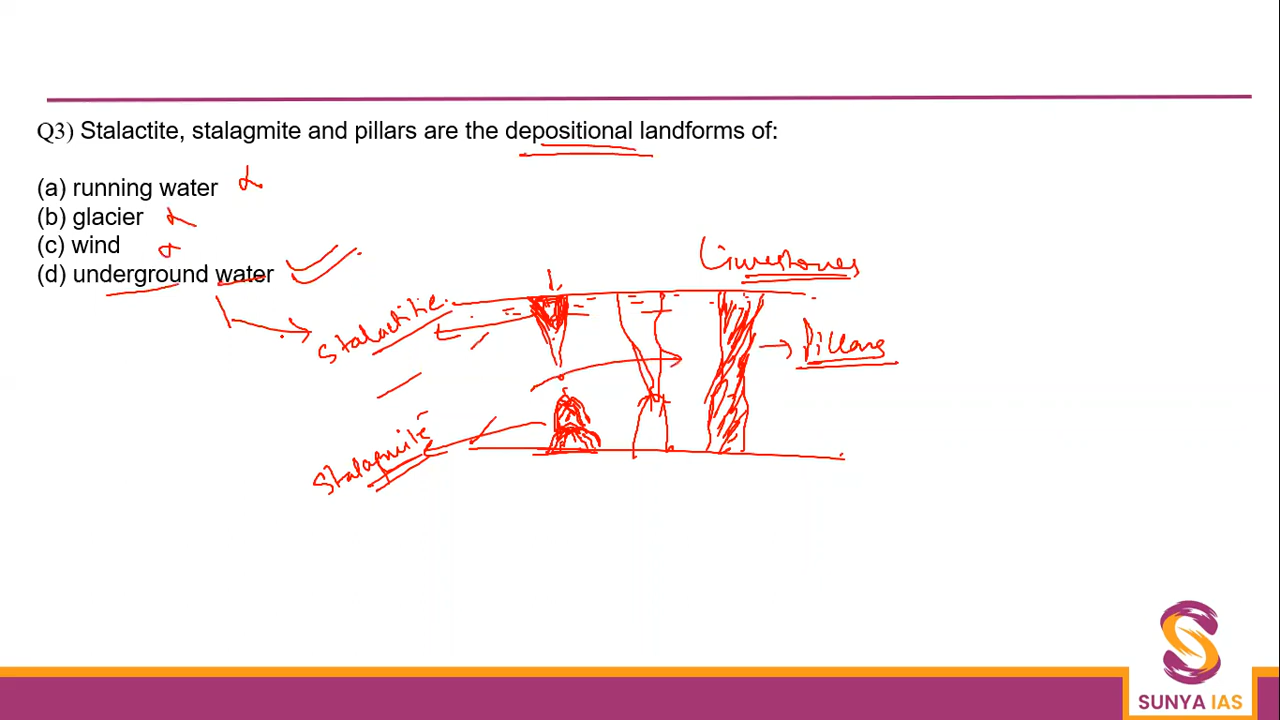 Q3) Stalactite, stalagmite and pillars are the depositional landforms of:
(a) running water
(b) glacier
(c) wind
(d) underground water
Limestones
Stalactitie
Pillars
Stalagmite
SUNYA IAS